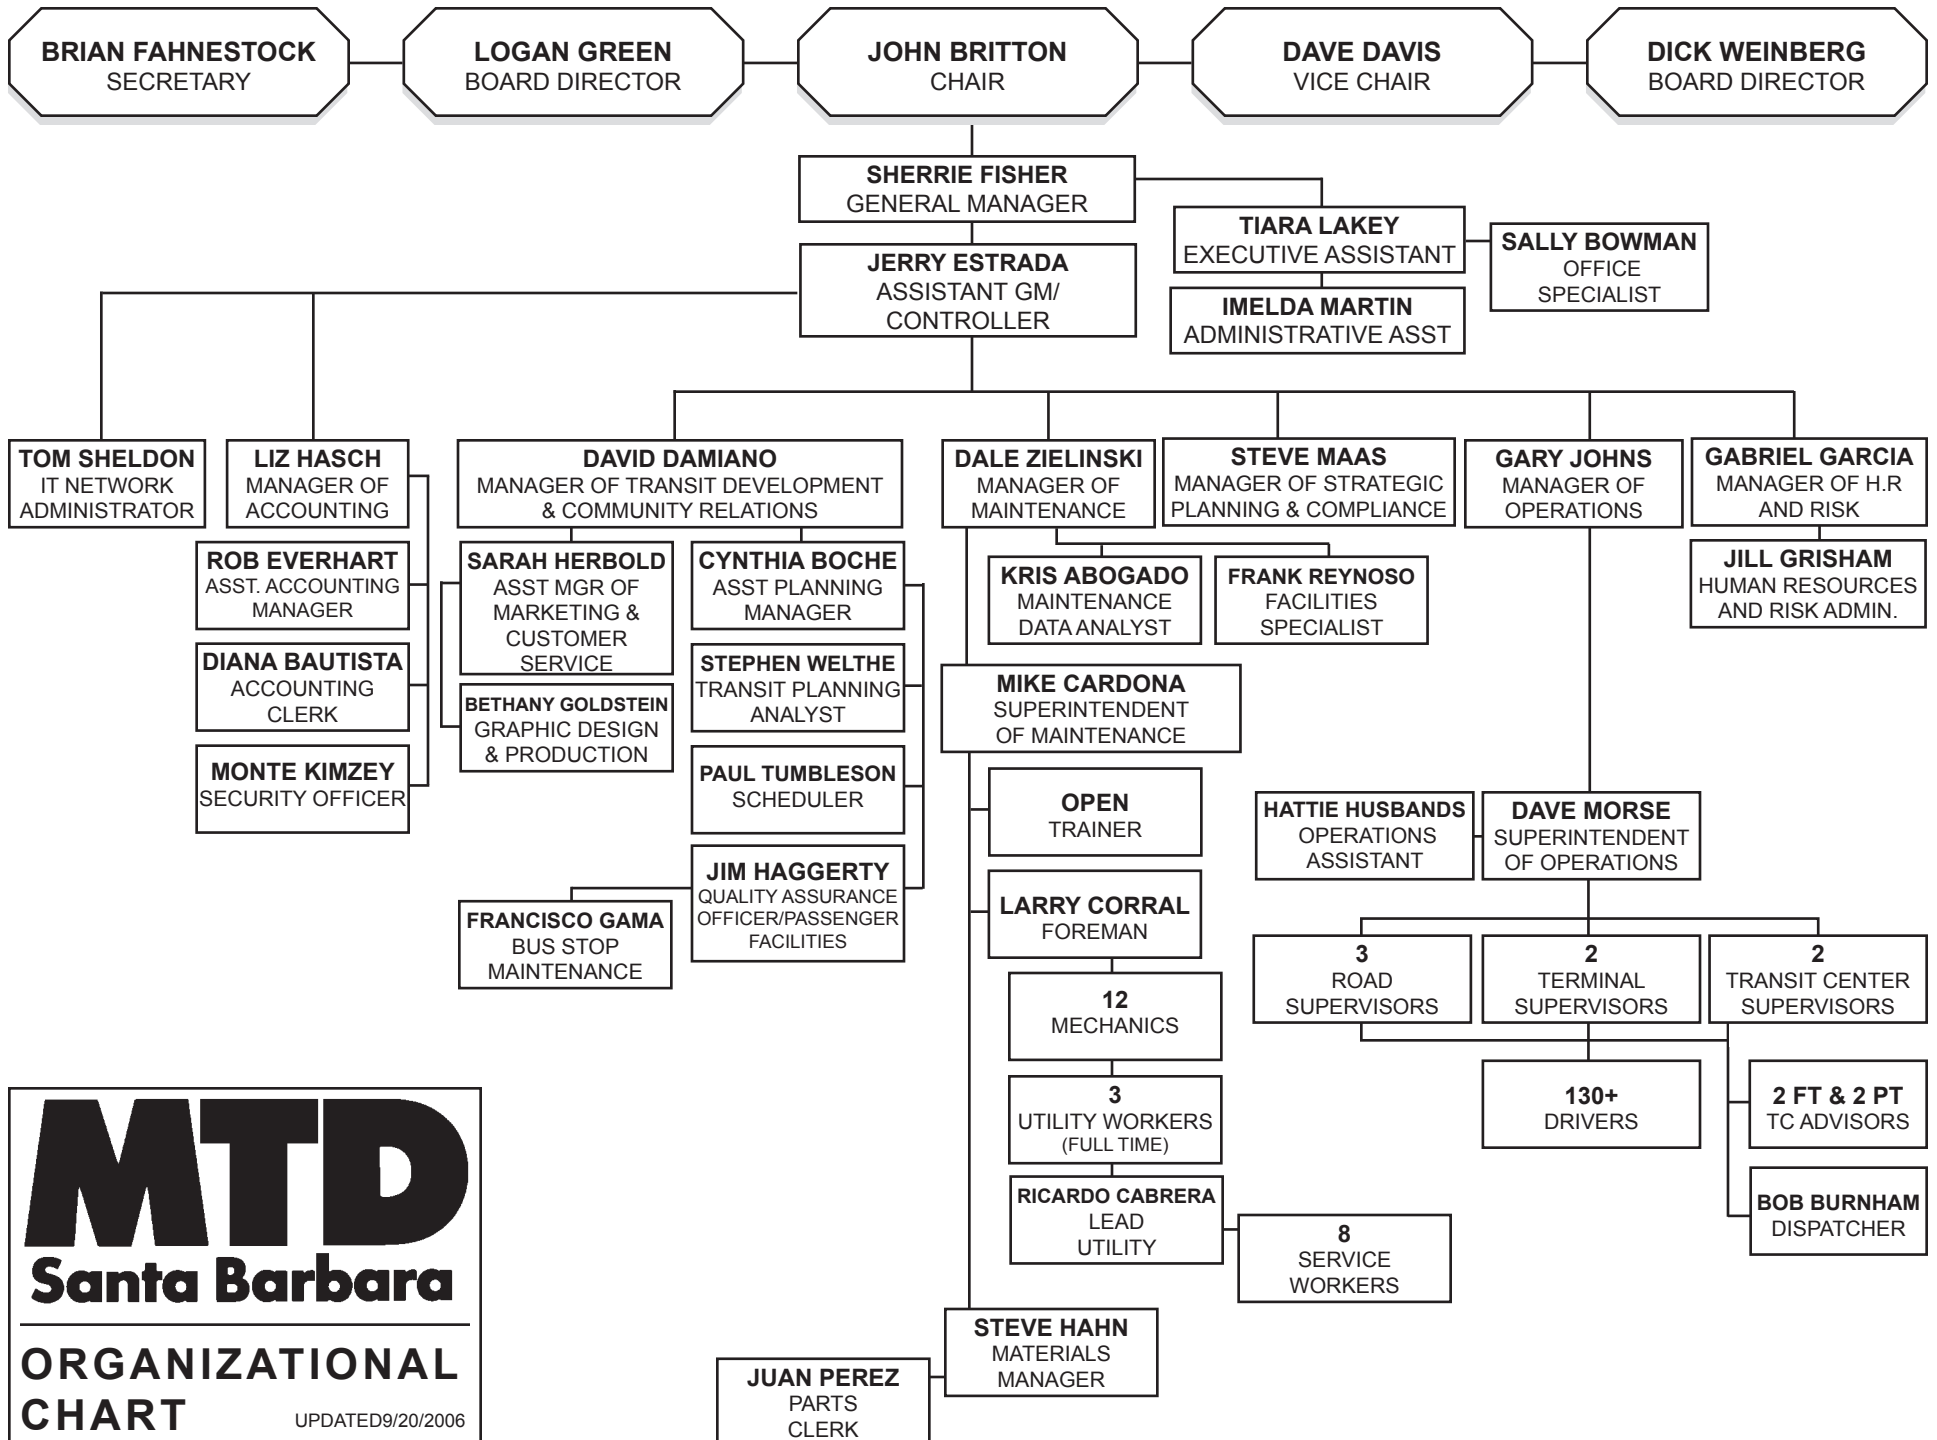 BRIAN FAHNESTOCK
SECRETARY
LOGAN GREEN
BOARD DIRECTOR
JOHN BRITTON
CHAIR
DAVE DAVIS
VICE CHAIR
DICK WEINBERG
BOARD DIRECTOR
SHERRIE FISHER
GENERAL MANAGER
TIARA LAKEY
EXECUTIVE ASSISTANT
SALLY BOWMAN
OFFICE
SPECIALIST
IMELDA MARTIN
ADMINISTRATIVE ASST
JERRY ESTRADA
ASSISTANT GM/
CONTROLLER
TOM SHELDON
IT NETWORK
ADMINISTRATOR
LIZ HASCH
MANAGER OF
ACCOUNTING
ROB EVERHART
ASST. ACCOUNTING
MANAGER
DIANA BAUTISTA
ACCOUNTING
CLERK
MONTE KIMZEY
SECURITY OFFICER
DAVID DAMIANO
MANAGER OF TRANSIT DEVELOPMENT
& COMMUNITY RELATIONS
SARAH HERBOLD
ASST MGR OF
MARKETING &
CUSTOMER
SERVICE
BETHANY GOLDSTEIN
GRAPHIC DESIGN
& PRODUCTION
CYNTHIA BOCHE
ASST PLANNING
MANAGER
STEPHEN WELTHE
TRANSIT PLANNING
ANALYST
PAUL TUMBLESON
SCHEDULER
JIM HAGGERTY
QUALITY ASSURANCE
OFFICER/PASSENGER
FACILITIES
FRANCISCO GAMA
BUS STOP
MAINTENANCE
DALE ZIELINSKI
MANAGER OF
MAINTENANCE
KRIS ABOGADO
MAINTENANCE
DATA ANALYST
FRANK REYNOSO
FACILITIES
SPECIALIST
MIKE CARDONA
SUPERINTENDENT
OF MAINTENANCE
OPEN
TRAINER
LARRY CORRAL
FOREMAN
12
MECHANICS
3
UTILITY WORKERS
(FULL TIME)
RICARDO CABRERA
LEAD
UTILITY
8
SERVICE
WORKERS
STEVE HAHN
MATERIALS
MANAGER
JUAN PEREZ
PARTS
CLERK
STEVE MAAS
MANAGER OF STRATEGIC
PLANNING & COMPLIANCE
GARY JOHNS
MANAGER OF
OPERATIONS
HATTIE HUSBANDS
OPERATIONS
ASSISTANT
DAVE MORSE
SUPERINTENDENT
OF OPERATIONS
3
ROAD
SUPERVISORS
2
TERMINAL
SUPERVISORS
2
TRANSIT CENTER
SUPERVISORS
130+
DRIVERS
2 FT & 2 PT
TC ADVISORS
BOB BURNHAM
DISPATCHER
GABRIEL GARCIA
MANAGER OF H.R
AND RISK
JILL GRISHAM
HUMAN RESOURCES
AND RISK ADMIN.
MTD
Santa Barbara
ORGANIZATIONAL
CHART
UPDATED9/20/2006